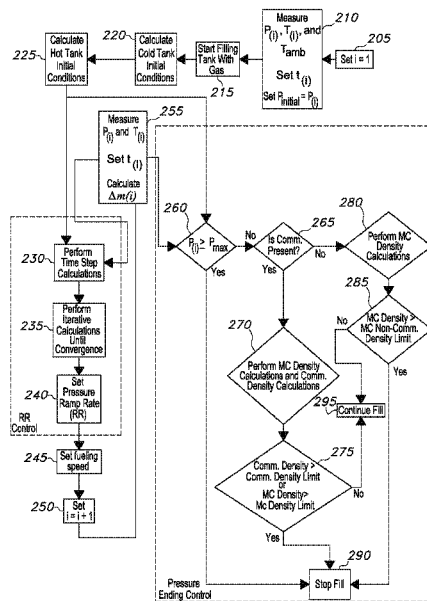 225
Calculate
Hot Tank
Initial
Conditions
220
Calculate
Cold Tank
Initial
Conditions
Start Filling
Tank With
Gas
215
210
Measure
P(i), T(i), and
Tamb
Set t(i)
Set Pinitial = P(i)
205
Set i = 1
255
Measure
P(i) and T(i)
Set t(i)
Calculate
Δm(i)
260
P(i) ≥ Pmax
No
Yes
265
Is Comm.
Present?
No
Yes
280
Perform MC
Density
Calculations
285
MC Density >
MC Non-Comm.
Density Limit
No
Yes
230
Perform
Time Step
Calculations
235
Perform
Iterative
Calculations
Until
Convergence
240
Set
Pressure
Ramp Rate
(RR)
RR
Control
245
Set fueling
speed
250
Set
i = i + 1
270
Perform MC Density
Calculations and Comm.
Density Calculations
295
Continue Fill
275
Comm. Density >
Comm. Density Limit
or
MC Density>
Mc Density Limit
No
Yes
290
Stop Fill
Pressure
Ending Control